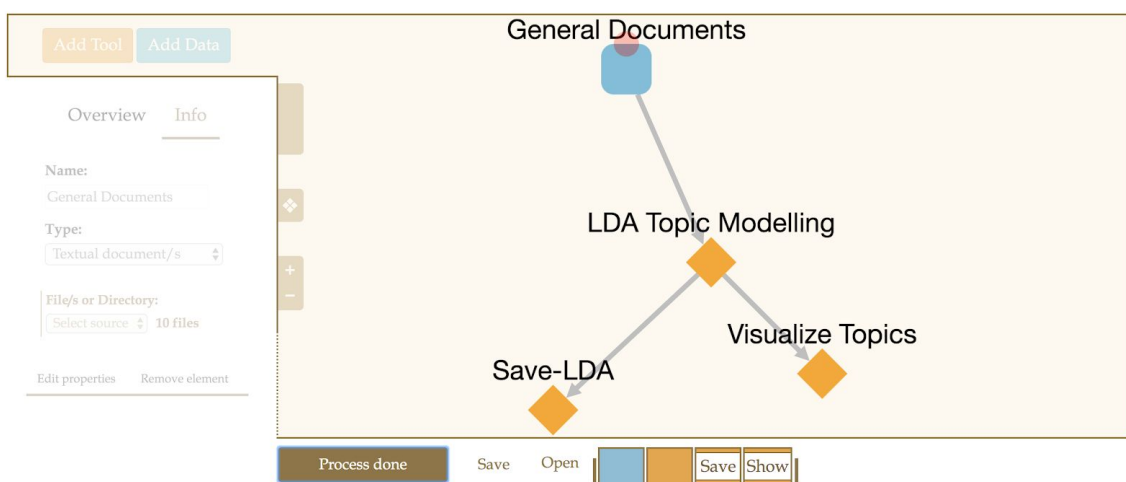 Add Tool Add Data
Overview Info
Name:
General Documents
Type:
Textual document/s
File/s or Directory:
Select source 10 files
Edit properties Remove element
+
−
General Documents
LDA Topic Modelling
Visualize Topics
Save-LDA
Process done Save Open Save Show